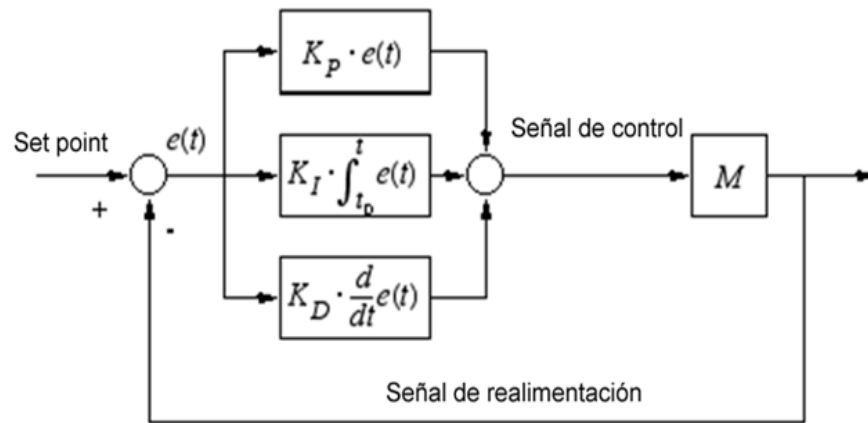 K_P · e(t)
Set point
e(t)
Señal de control
K_I · ∫_{t_0}^{t} e(t)
M
+
-
K_D · d/dt e(t)
Señal de realimentación